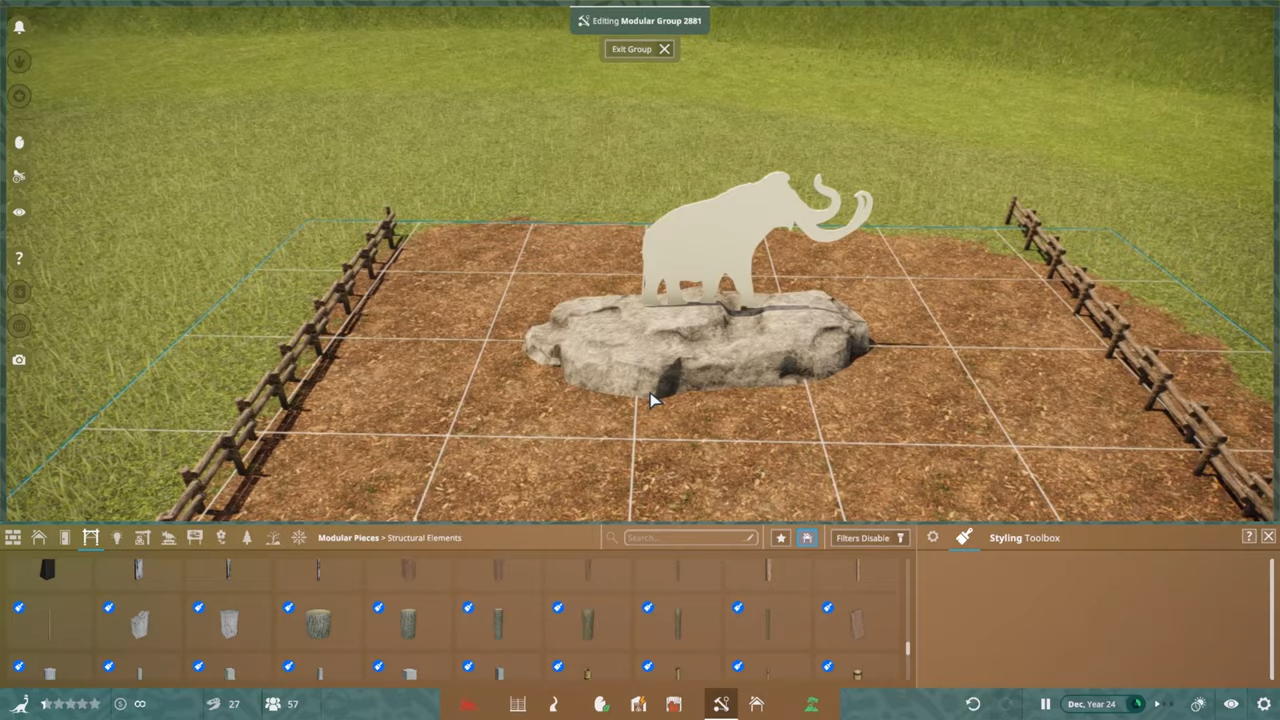 Editing Modular Group 2881
Exit Group
Modular Pieces > Structural Elements
Search...
Filters Disable
Styling Toolbox
?
?
∞
27
57
Dec, Year 24